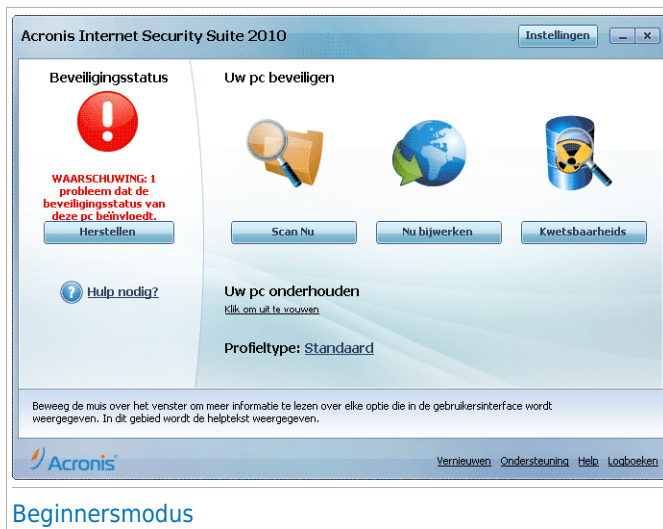 Acronis Internet Security Suite 2010
Instellingen
Beveiligingsstatus
WAARSCHUWING: 1
probleem dat de
beveiligingsstatus van
deze pc beïnvloedt.
Herstellen
Hulp nodig?
Uw pc beveiligen
Scan Nu
Nu bijwerken
Kwetsbaarheids
Uw pc onderhouden
Klik om uit te vouwen
Profieltype: Standaard
Beweeg de muis over het venster om meer informatie te lezen over elke optie die in de gebruikersinterface wordt
weergegeven. In dit gebied wordt de helptekst weergegeven.
Acronis
Vernieuwen Ondersteuning Help Logboeken
Beginnersmodus